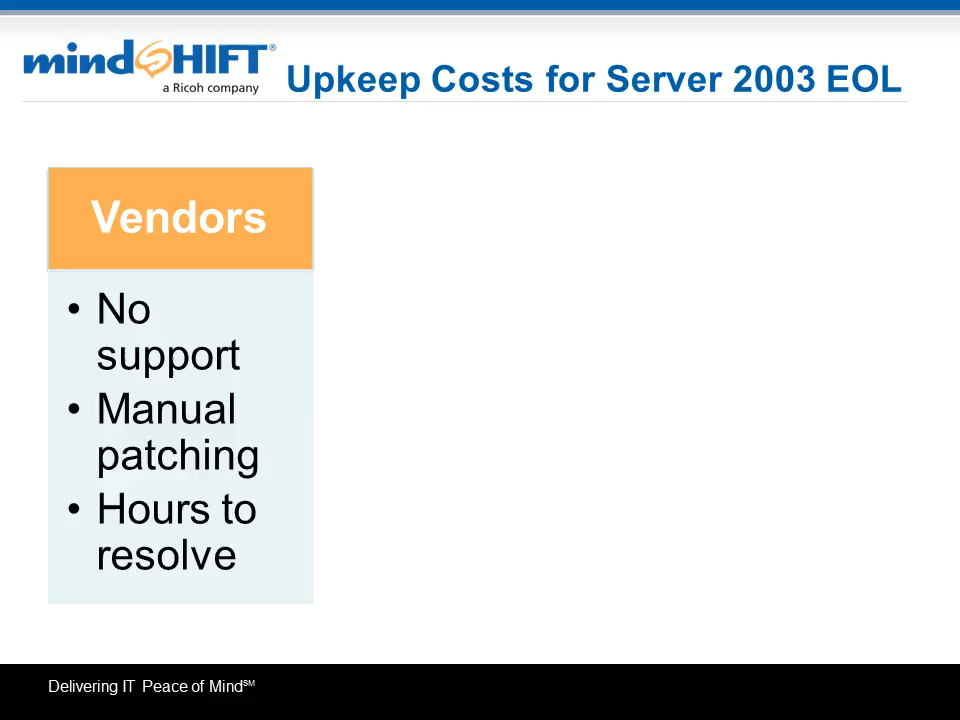 mindSHIFT®
a Ricoh company
Upkeep Costs for Server 2003 EOL
Vendors
• No
support
• Manual
patching
• Hours to
resolve
Delivering IT Peace of Mind℠